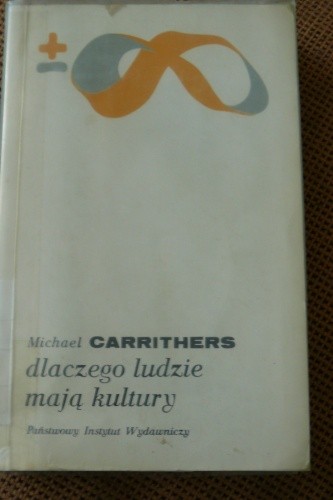 Michael CARRITHERS
dlaczego ludzie
mają kultury
Państwowy Instytut Wydawniczy